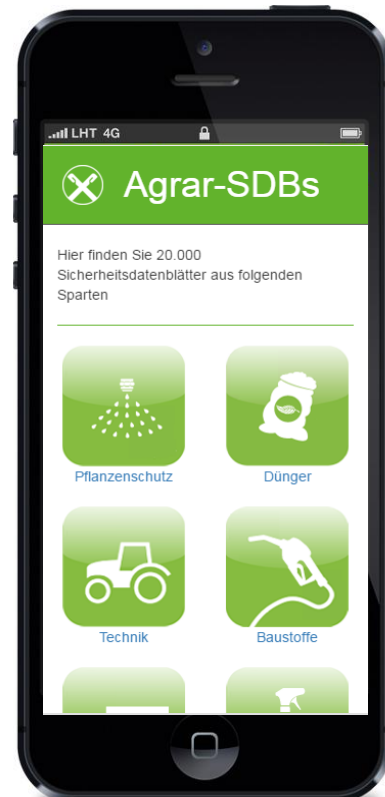 LHT 4G
Agrar-SDBs
Hier finden Sie 20.000
Sicherheitsdatenblätter aus folgenden
Sparten
Pflanzenschutz
Dünger
Technik
Baustoffe